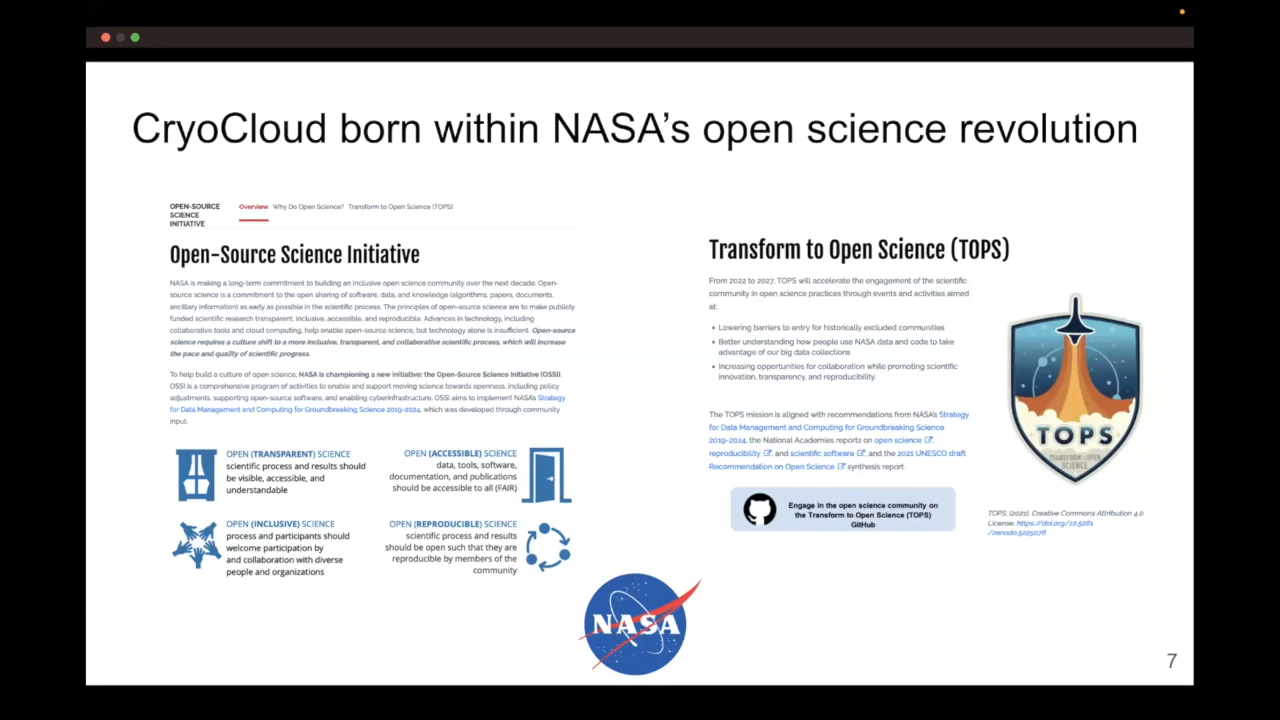 CryoCloud born within NASA's open science revolution
OPEN-SOURCE
SCIENCE
INITIATIVE
Overview Why Do Open Science? Transform to Open Science (TOPS)
Open-Source Science Initiative
NASA is making a long-term commitment to building an inclusive open science community over the next decade. Open-
source science is a commitment to the open sharing of software, data, and knowledge (algorithms, papers, documents,
ancillary information) as early as possible in the scientific process. The principles of open-source science are to make publicly
funded scientific research transparent, inclusive, accessible, and reproducible. Advances in technology, including
collaborative tools and cloud computing, help enable open-source science, but technology alone is insufficient. Open-source
science requires a culture shift to a more inclusive, transparent, and collaborative scientific process, which will increase
the pace and quality of scientific progress.
To help build a culture of open science, NASA is championing a new initiative: the Open-Source Science Initiative (OSSI).
OSSI is a comprehensive program of activities to enable and support moving science towards openness, including policy
adjustments, supporting open-source software, and enabling cyberinfrastructure. OSSI aims to implement NASA's Strategy
for Data Management and Computing for Groundbreaking Science 2019-2024, which was developed through community
input.
OPEN (TRANSPARENT) SCIENCE
scientific process and results should
be visible, accessible, and
understandable
OPEN (ACCESSIBLE) SCIENCE
data, tools, software,
documentation, and publications
should be accessible to all (FAIR)
OPEN (INCLUSIVE) SCIENCE
process and participants should
welcome participation by
and collaboration with diverse
people and organizations
OPEN (REPRODUCIBLE) SCIENCE
scientific process and results
should be open such that they are
reproducible by members of the
community
Transform to Open Science (TOPS)
From 2022 to 2027, TOPS will accelerate the engagement of the scientific
community in open science practices through events and activities aimed
at:
• Lowering barriers to entry for historically excluded communities
• Better understanding how people use NASA data and code to take
advantage of our big data collections
• Increasing opportunities for collaboration while promoting scientific
innovation, transparency, and reproducibility.
The TOPS mission is aligned with recommendations from NASA's Strategy
for Data Management and Computing for Groundbreaking Science
2019-2024, the National Academies reports on open science,
reproducibility, and scientific software, and the 2021 UNESCO draft
Recommendation on Open Science synthesis report.
Engage in the open science community on
the Transform to Open Science (TOPS)
GitHub
TOPS
TRANSFORM TO OPEN
SCIENCE
TOPS. (2021). Creative Commons Attribution 4.0
License. https://doi.org/10.5281
/zenodo.5225076
NASA
7